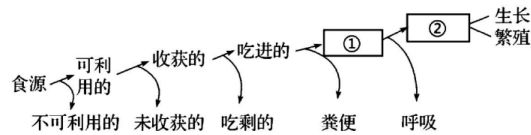 生长
繁殖
②
①
吃进的
收获的
可利
用的
食源
不可利用的 未收获的 吃剩的 粪便 呼吸